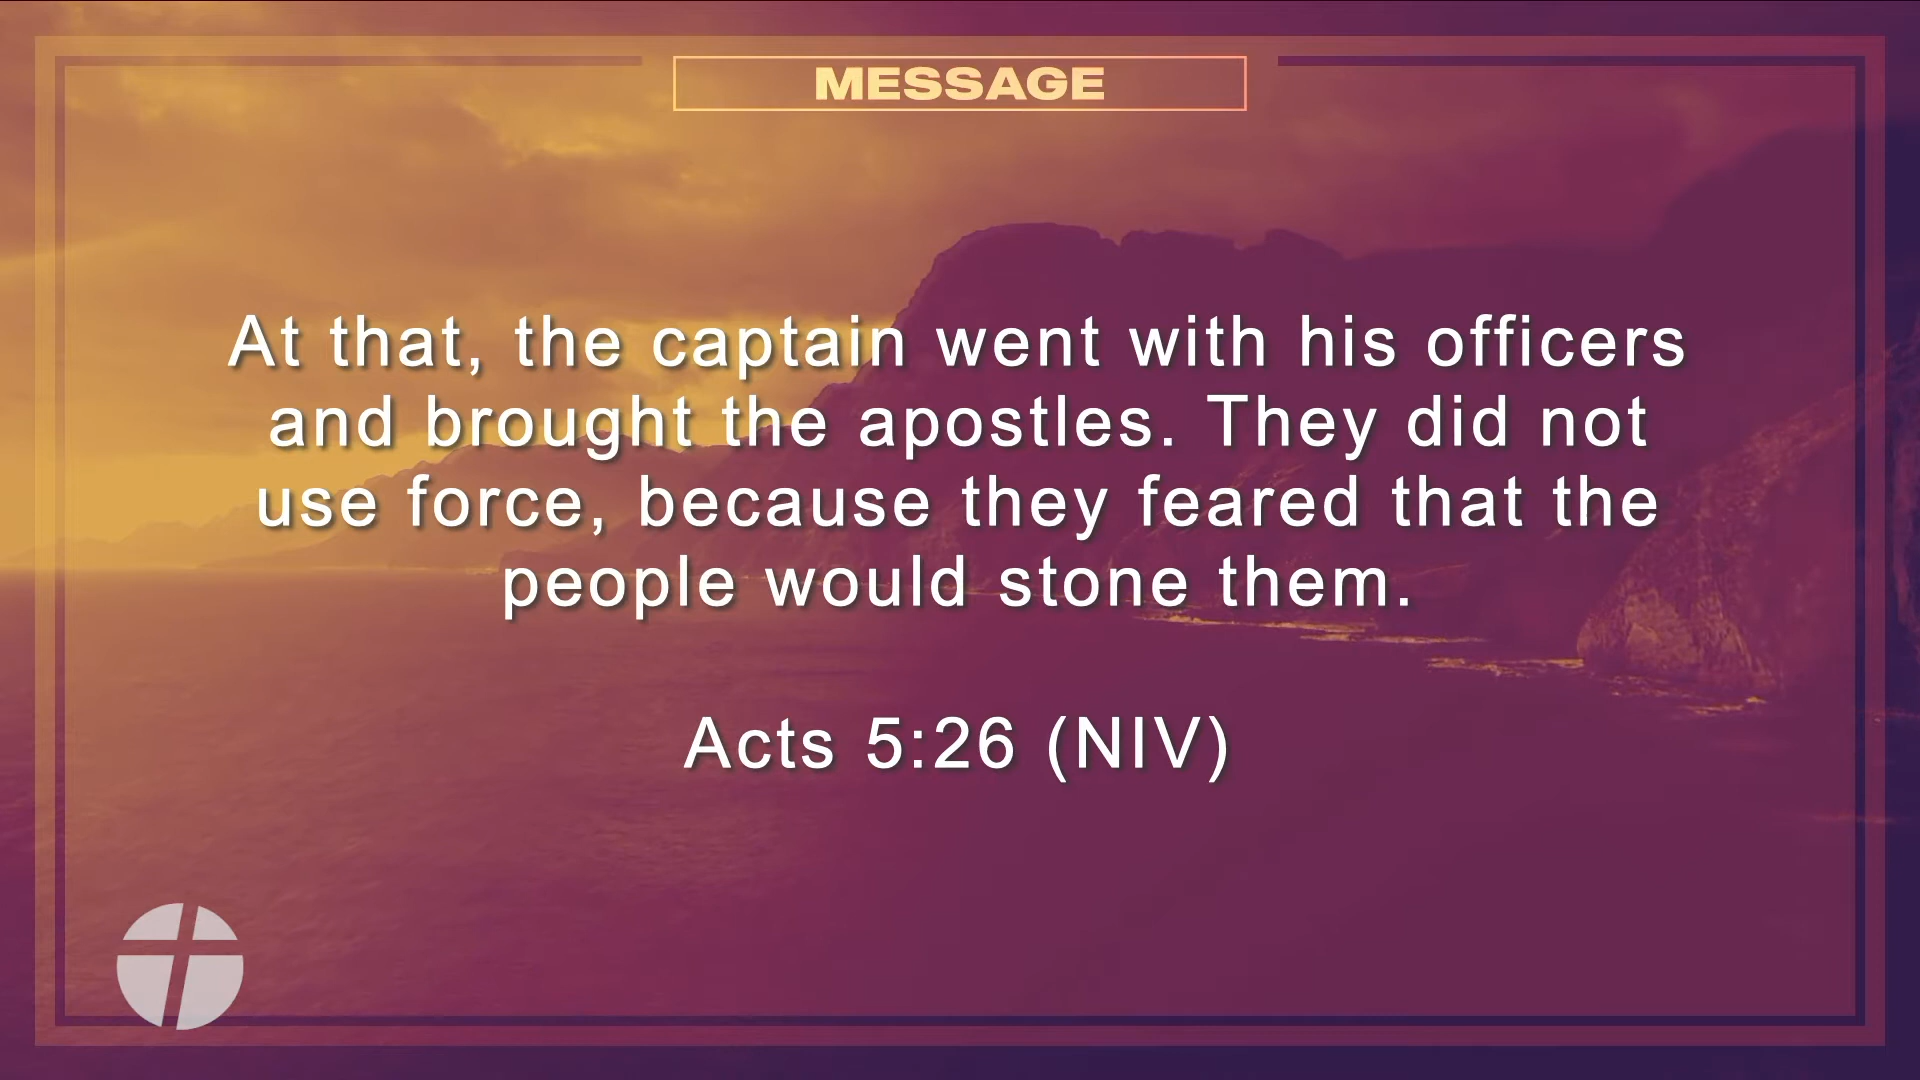 MESSAGE
At that, the captain went with his officers
and brought the apostles. They did not
use force, because they feared that the
people would stone them.
Acts 5:26 (NIV)